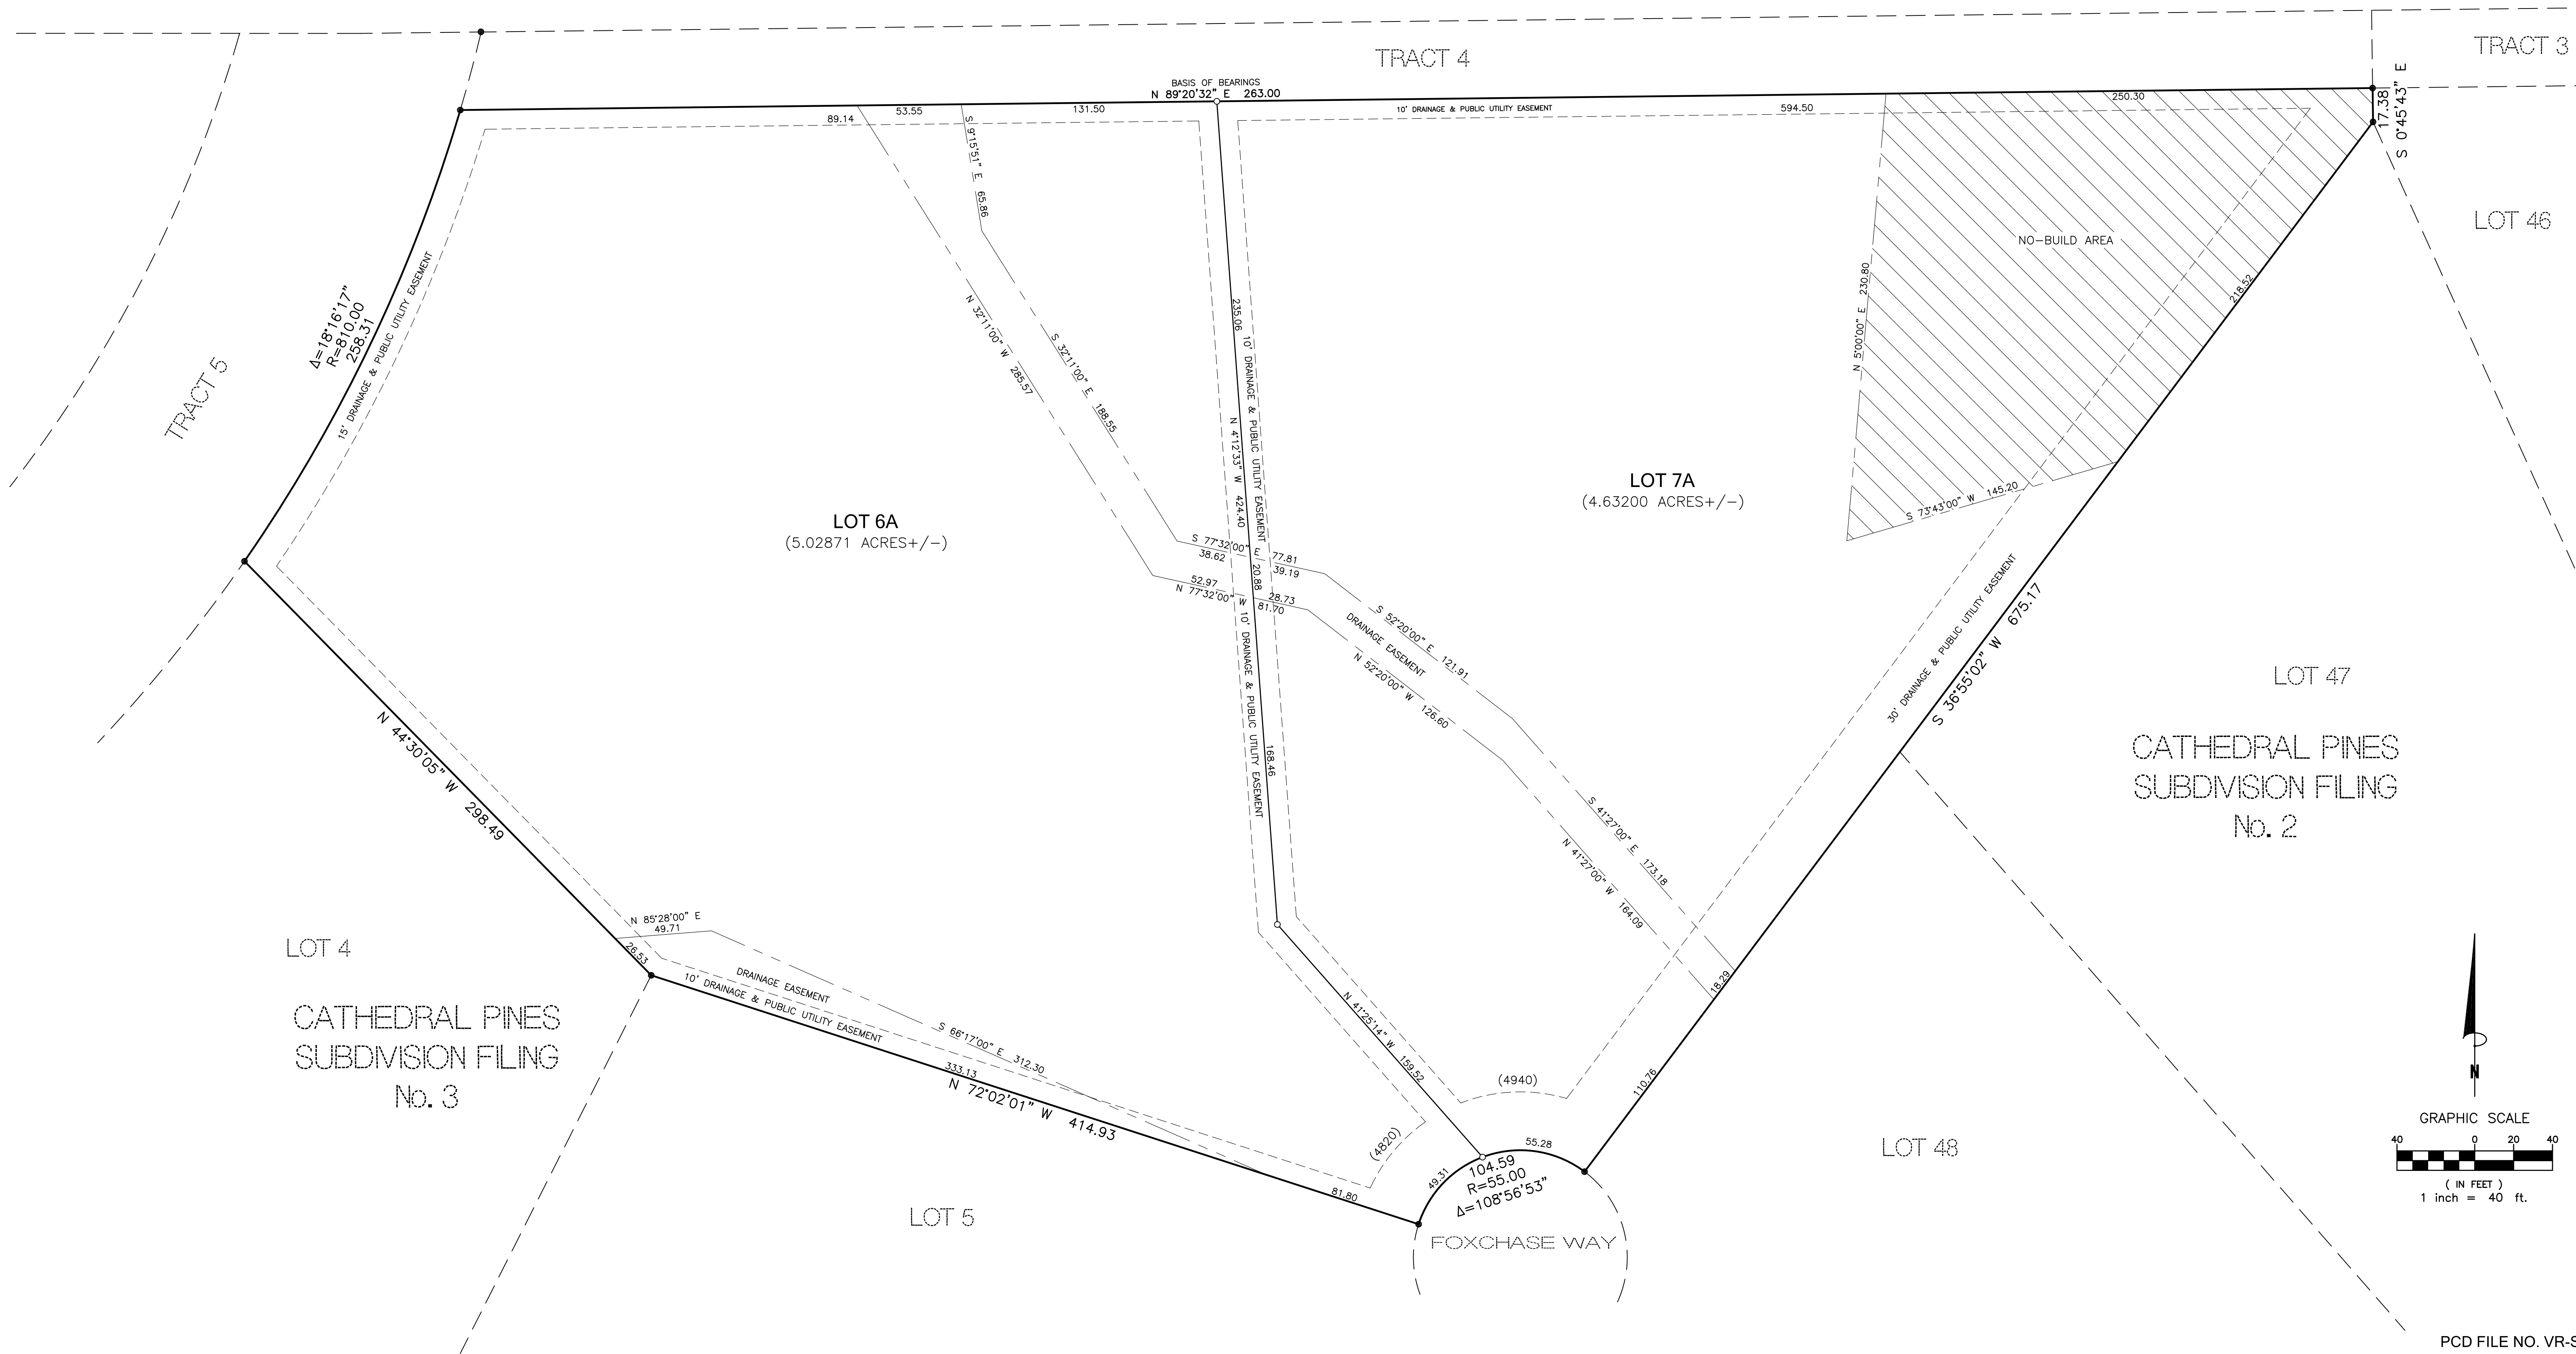 TRACT 4
TRACT 3
BASIS OF BEARINGS
N 89°20'32" E 263.00
53.55
131.50
89.14
10' DRAINAGE & PUBLIC UTILITY EASEMENT
594.50
250.30
17.38
S 0°45'43" E
S 9°15'51" E 65.86
LOT 46
NO-BUILD AREA
218.52
N 5°00'00" E 230.80
S 73°43'00" W 145.20
Δ=18°16'17"
R=810.00
258.31
15' DRAINAGE & PUBLIC UTILITY EASEMENT
TRACT 5
N 32°11'00" W 285.57
S 32°11'00" E 188.55
235.06
10' DRAINAGE & PUBLIC UTILITY EASEMENT
N 4°12'33" W 424.40
LOT 6A
(5.02871 ACRES+/-)
LOT 7A
(4.63200 ACRES+/-)
S 77°32'00" E 77.81
38.62
39.19
20.88
52.97
28.73
N 77°32'00" W 81.70
10' DRAINAGE & PUBLIC UTILITY EASEMENT
168.46
S 52°20'00" E 121.91
DRAINAGE EASEMENT
N 52°20'00" W 126.60
S 41°27'00" E 173.18
N 41°27'00" W 164.09
18.29
30' DRAINAGE & PUBLIC UTILITY EASEMENT
S 36°55'02" W 675.17
LOT 47
CATHEDRAL PINES
SUBDIVISION FILING
No. 2
N 44°30'05" W 298.49
N 85°28'00" E
49.71
26.53
LOT 4
CATHEDRAL PINES
SUBDIVISION FILING
No. 3
DRAINAGE EASEMENT
10' DRAINAGE & PUBLIC UTILITY EASEMENT
S 66°17'00" E 312.30
333.13
N 72°02'01" W 414.93
81.80
N 41°25'14" W 159.52
(4940)
(4820)
110.76
55.28
49.31
104.59
R=55.00
Δ=108°56'53"
FOXCHASE WAY
LOT 5
LOT 48
N
GRAPHIC SCALE
40 0 20 40
( IN FEET )
1 inch = 40 ft.
PCD FILE NO. VR-S